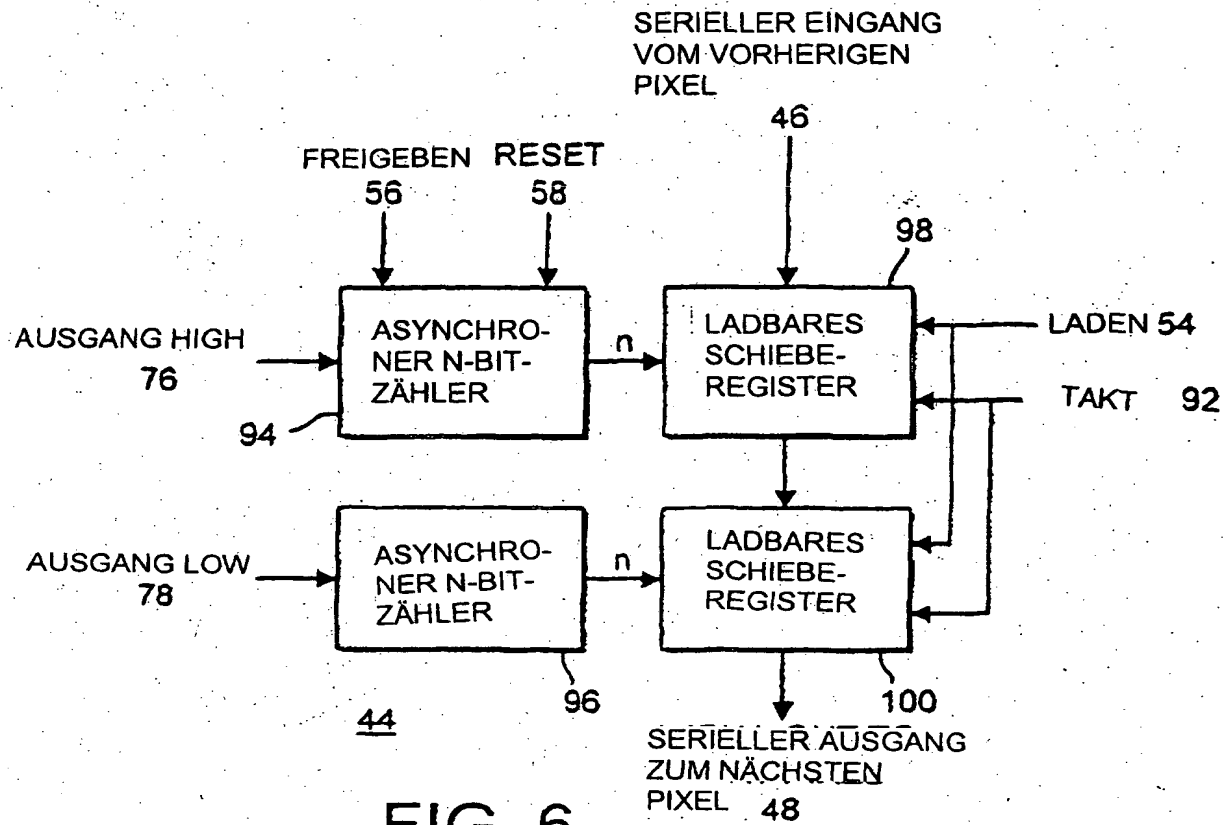 SERIELLER EINGANG
VOM VORHERIGEN
PIXEL
46
FREIGEBEN
56
RESET
58
98
AUSGANG HIGH
76
ASYNCHRO-
NER N-BIT-
ZÄHLER
n
LADBARES
SCHIEBE-
REGISTER
LADEN 54
TAKT 92
94
AUSGANG LOW
78
ASYNCHRO-
NER N-BIT-
ZÄHLER
n
LADBARES
SCHIEBE-
REGISTER
96
100
44
SERIELLER AUSGANG
ZUM NÄCHSTEN
PIXEL 48
FIG. 6